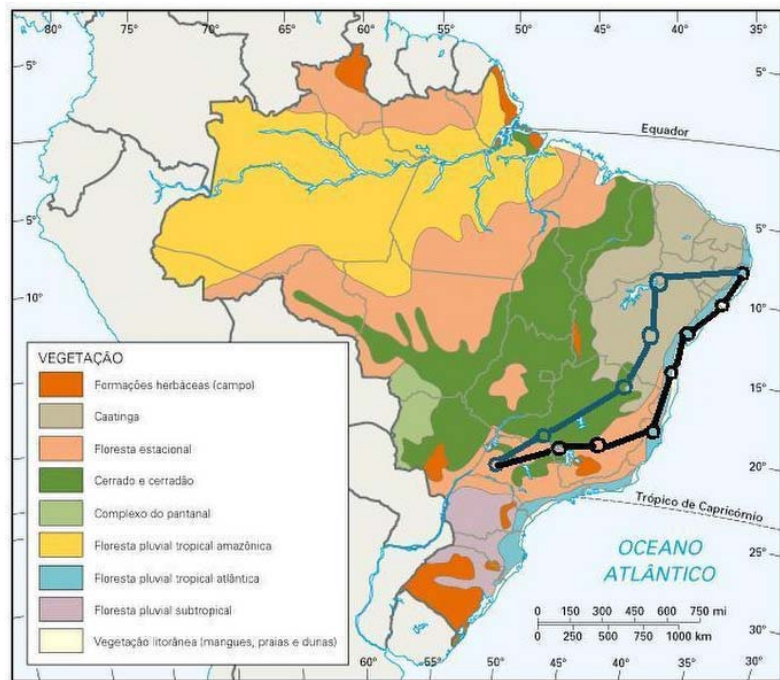 80° 75° 70° 65° 60° 55° 50° 45° 40° 35°
5° 5°
Equador
5° 5°
10° 10°
15°
20°
Trópico de Capricórnio
25°
30°
OCEANO
ATLÂNTICO
VEGETAÇÃO
Formações herbáceas (campo)
Caatinga
Floresta estacional
Cerrado e cerradão
Complexo do pantanal
Floresta pluvial tropical amazônica
Floresta pluvial tropical atlântica
Floresta pluvial subtropical
Vegetação litorânea (mangues, praias e dunas)
0 150 300 450 600 750 mi
0 250 500 750 1000 km
60° 55° 50° 45° 40° 35° 30°